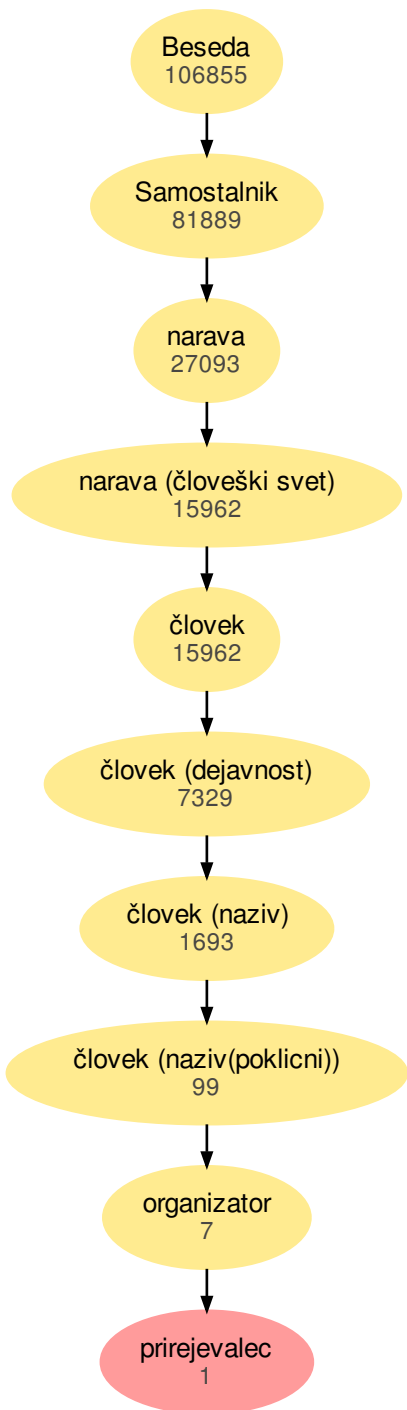 Beseda
106855
Samostalnik
81889
narava
27093
narava (človeški svet)
15962
človek
15962
človek (dejavnost)
7329
človek (naziv)
1693
človek (naziv(poklicni))
99
organizator
7
prirejevalec
1